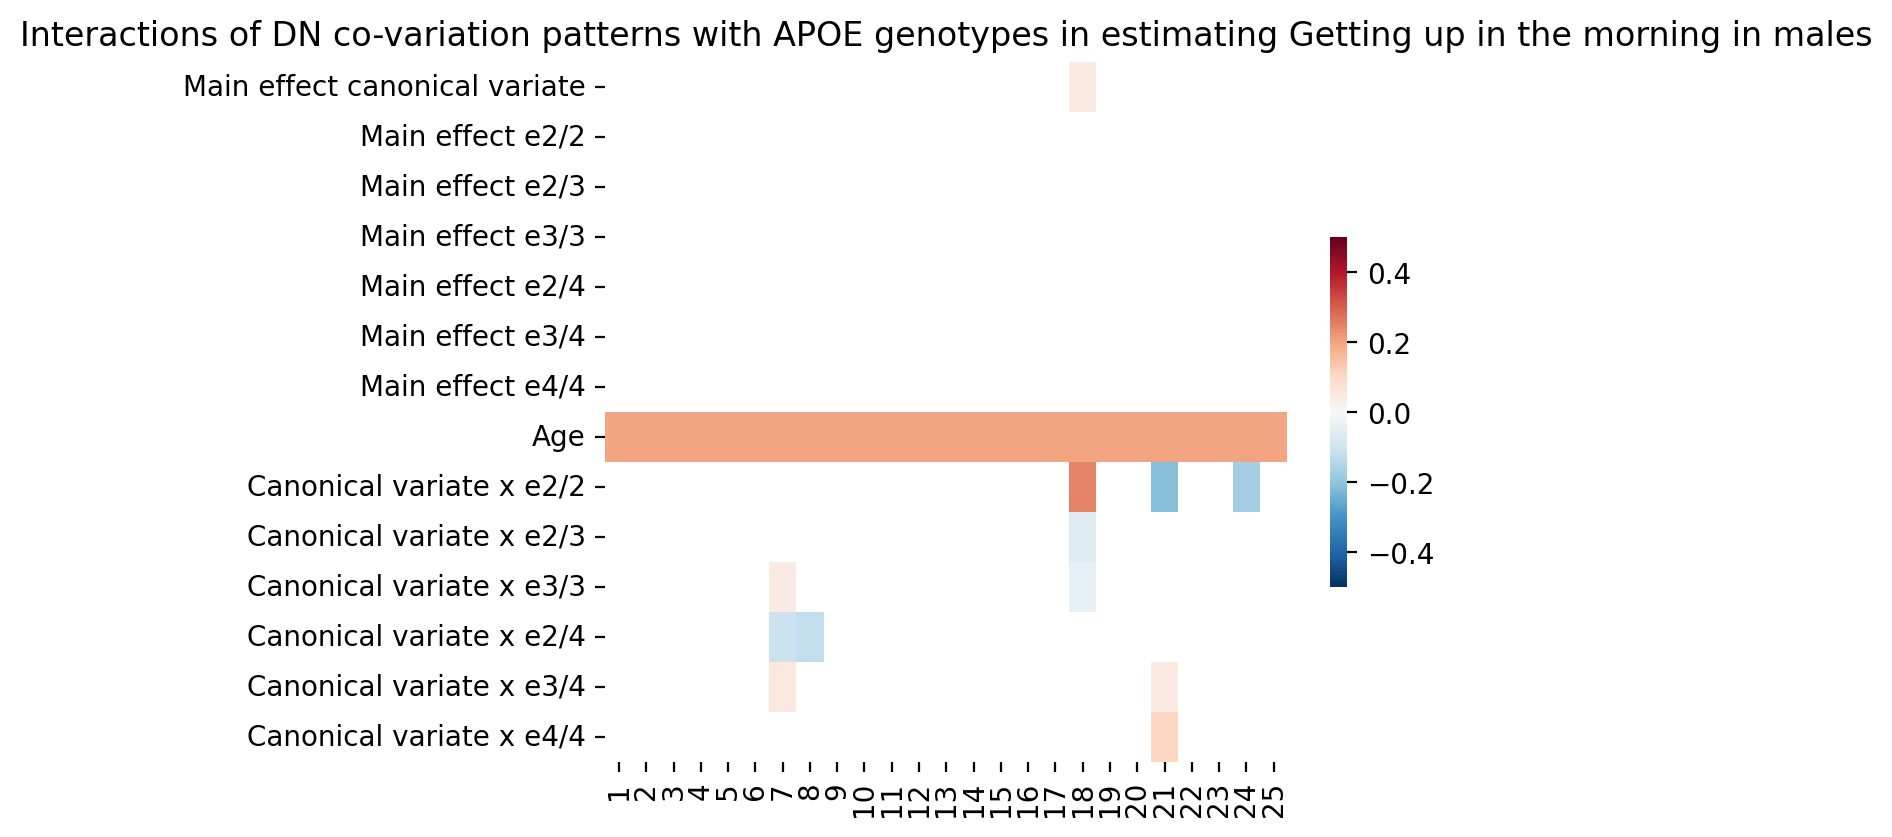 Interactions of DN co-variation patterns with APOE genotypes in estimating Getting up in the morning in males
Main effect canonical variate
Main effect e2/2
Main effect e2/3
Main effect e3/3
Main effect e2/4
Main effect e3/4
Main effect e4/4
Age
Canonical variate x e2/2
Canonical variate x e2/3
Canonical variate x e3/3
Canonical variate x e2/4
Canonical variate x e3/4
Canonical variate x e4/4
1 2 3 4 5 6 7 8 9 10 11 12 13 14 15 16 17 18 19 20 21 22 23 24 25
0.4
0.2
0.0
−0.2
−0.4